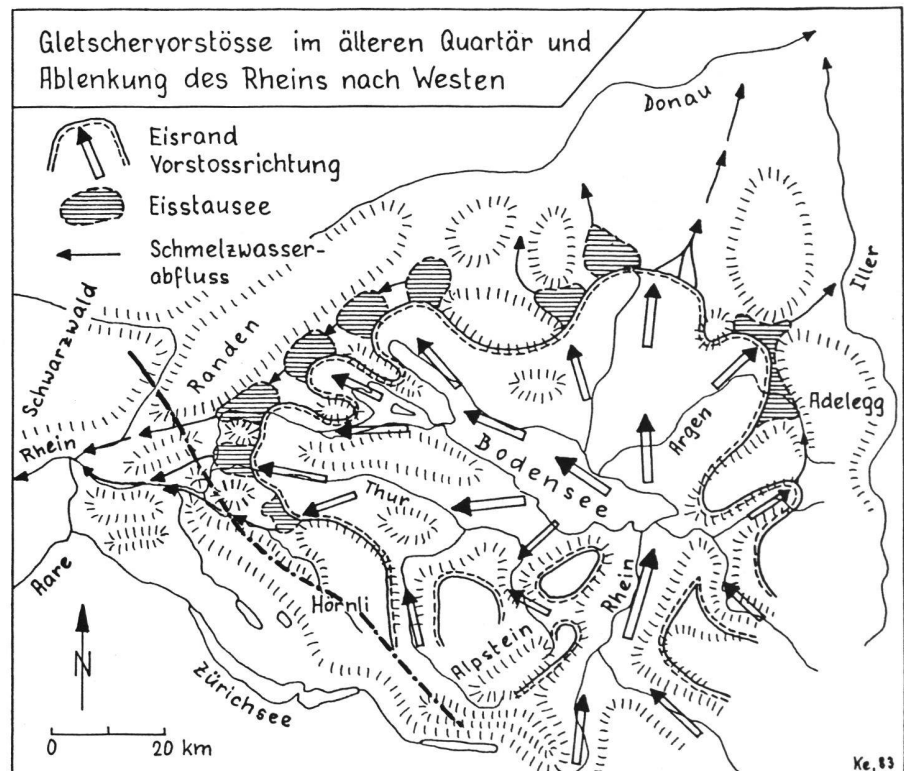 Gletschervorstösse im älteren Quartär und
Ablenkung des Rheins nach Westen
Eisrand
Vorstossrichtung
Eisstausee
Schmelzwasser-
abfluss
Donau
Iller
Schwarzwald
Randen
Adelegg
Argen
Rhein
Bodensee
Thur
Aare
Hörnli
Rhein
Alpstein
Zürichsee
N
0 20 km
Ke, 83